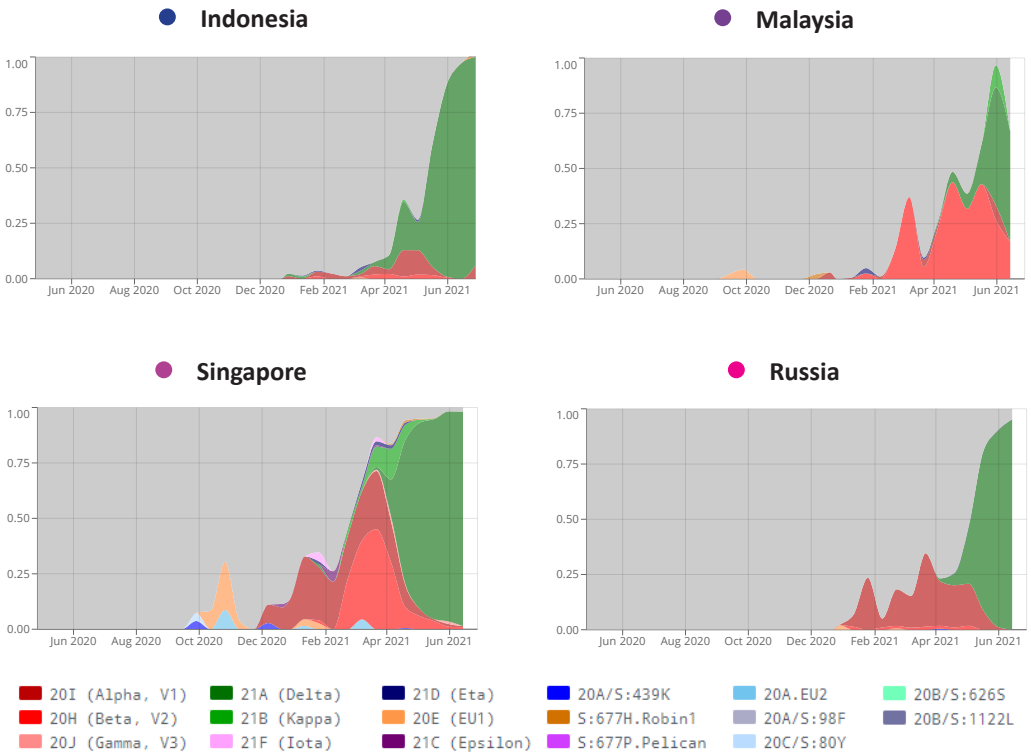 Indonesia
Malaysia
1.00
0.75
0.50
0.25
0.00
Jun 2020 Aug 2020 Oct 2020 Dec 2020 Feb 2021 Apr 2021 Jun 2021
1.00
0.75
0.50
0.25
0.00
Jun 2020 Aug 2020 Oct 2020 Dec 2020 Feb 2021 Apr 2021 Jun 2021
Singapore
Russia
1.00
0.75
0.50
0.25
0.00
Jun 2020 Aug 2020 Oct 2020 Dec 2020 Feb 2021 Apr 2021 Jun 2021
1.00
0.75
0.50
0.25
0.00
Jun 2020 Aug 2020 Oct 2020 Dec 2020 Feb 2021 Apr 2021 Jun 2021
20I (Alpha, V1) 21A (Delta) 21D (Eta) 20A/S:439K 20A.EU2 20B/S:626S
20H (Beta, V2) 21B (Kappa) 20E (EU1) S:677H.Robin1 20A/S:98F 20B/S:1122L
20J (Gamma, V3) 21F (Iota) 21C (Epsilon) S:677P.Pelican 20C/S:80Y